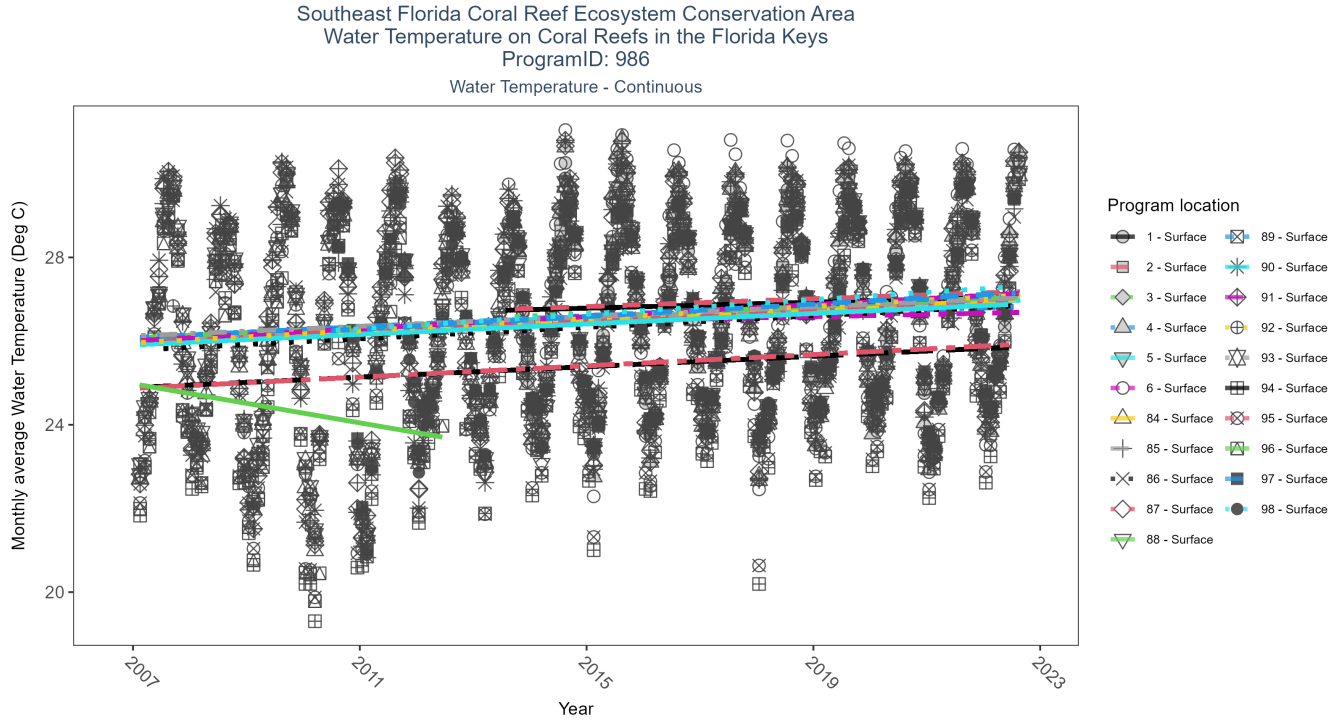 Southeast Florida Coral Reef Ecosystem Conservation Area
Water Temperature on Coral Reefs in the Florida Keys
ProgramID: 986
Water Temperature - Continuous
Monthly average Water Temperature (Deg C)
28
24
20
2007
2011
2015
2019
2023
Year
Program location
1 - Surface
2 - Surface
3 - Surface
4 - Surface
5 - Surface
6 - Surface
84 - Surface
85 - Surface
86 - Surface
87 - Surface
88 - Surface
89 - Surface
90 - Surface
91 - Surface
92 - Surface
93 - Surface
94 - Surface
95 - Surface
96 - Surface
97 - Surface
98 - Surface